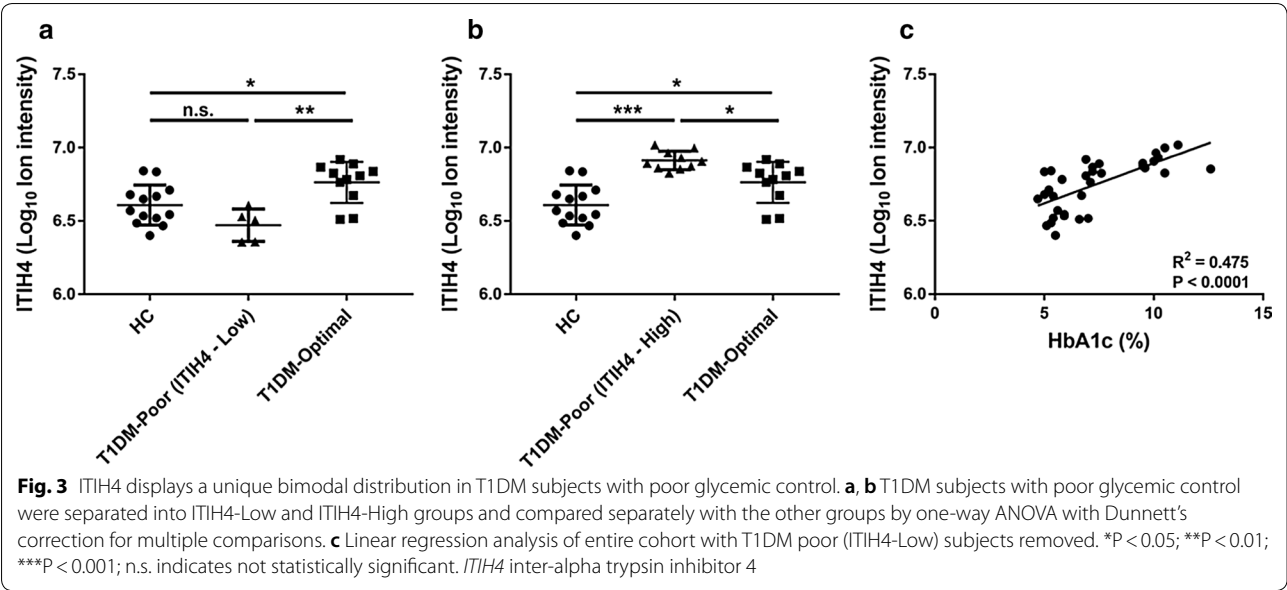 a
ITIH4 (Log10 Ion intensity)
7.5
7.0
6.5
6.0
*
n.s.
**
HC
T1DM-Poor (ITIH4 - Low)
T1DM-Optimal
b
ITIH4 (Log10 Ion intensity)
7.5
7.0
6.5
6.0
*
***
*
HC
T1DM-Poor (ITIH4 - High)
T1DM-Optimal
c
ITIH4 (Log10 Ion intensity)
7.5
7.0
6.5
6.0
R2 = 0.475
P < 0.0001
0 5 10 15
HbA1c (%)
Fig. 3 ITIH4 displays a unique bimodal distribution in T1DM subjects with poor glycemic control. a, b T1DM subjects with poor glycemic control
were separated into ITIH4-Low and ITIH4-High groups and compared separately with the other groups by one-way ANOVA with Dunnett's
correction for multiple comparisons. c Linear regression analysis of entire cohort with T1DM poor (ITIH4-Low) subjects removed. *P < 0.05; **P < 0.01;
***P < 0.001; n.s. indicates not statistically significant. ITIH4 inter-alpha trypsin inhibitor 4